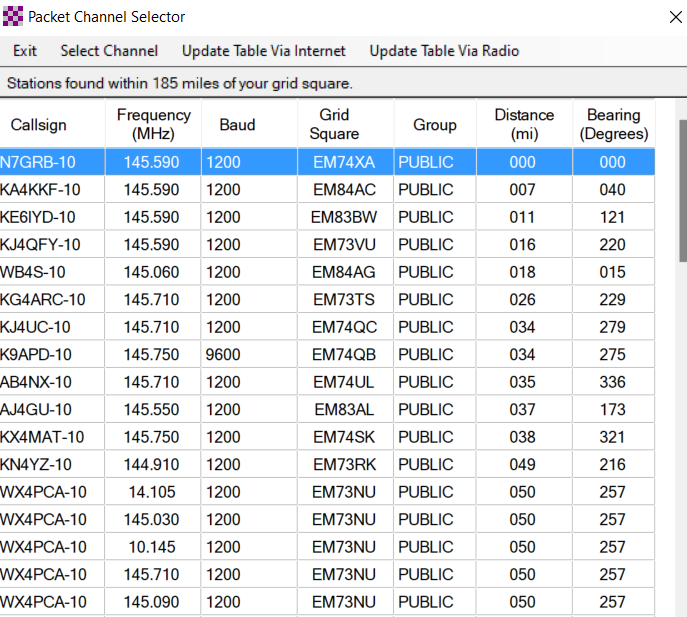 Packet Channel Selector
Exit Select Channel Update Table Via Internet Update Table Via Radio
Stations found within 185 miles of your grid square.
Callsign Frequency (MHz) Baud Grid Square Group Distance (mi) Bearing (Degrees)
N7GRB-10 145.590 1200 EM74XA PUBLIC 000 000
KA4KKF-10 145.590 1200 EM84AC PUBLIC 007 040
KE6IYD-10 145.590 1200 EM83BW PUBLIC 011 121
KJ4QFY-10 145.590 1200 EM73VU PUBLIC 016 220
WB4S-10 145.060 1200 EM84AG PUBLIC 018 015
KG4ARC-10 145.710 1200 EM73TS PUBLIC 026 229
KJ4UC-10 145.710 1200 EM74QC PUBLIC 034 279
K9APD-10 145.750 9600 EM74QB PUBLIC 034 275
AB4NX-10 145.710 1200 EM74UL PUBLIC 035 336
AJ4GU-10 145.550 1200 EM83AL PUBLIC 037 173
KX4MAT-10 145.750 1200 EM74SK PUBLIC 038 321
KN4YZ-10 144.910 1200 EM73RK PUBLIC 049 216
WX4PCA-10 14.105 1200 EM73NU PUBLIC 050 257
WX4PCA-10 145.030 1200 EM73NU PUBLIC 050 257
WX4PCA-10 10.145 1200 EM73NU PUBLIC 050 257
WX4PCA-10 145.710 1200 EM73NU PUBLIC 050 257
WX4PCA-10 145.090 1200 EM73NU PUBLIC 050 257